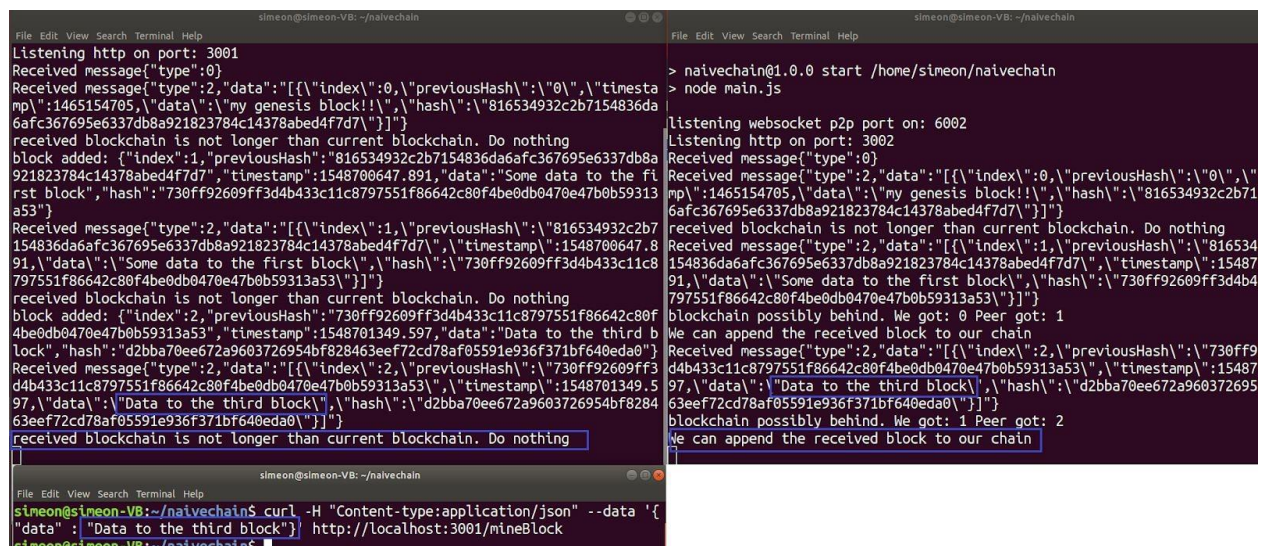 simeon@simeon-VB: ~/naivechain
File Edit View Search Terminal Help
Listening http on port: 3001
Received message{"type":0}
Received message{"type":2,"data":"[{\"index\":0,\"previousHash\":\"0\",\"timesta
mp\":1465154705,\"data\":\"my genesis block!!\",\"hash\":\"816534932c2b7154836da
6afc367695e6337db8a921823784c14378abed4f7d7\"}]"}
received blockchain is not longer than current blockchain. Do nothing
block added: {"index":1,"previousHash":"816534932c2b7154836da6afc367695e6337db8a
921823784c14378abed4f7d7","timestamp":1548700647.891,"data":"Some data to the fi
rst block","hash":"730ff92609ff3d4b433c11c8797551f86642c80f4be0db0470e47b0b59313
a53"}
Received message{"type":2,"data":"[{\"index\":1,\"previousHash\":\"816534932c2b7
154836da6afc367695e6337db8a921823784c14378abed4f7d7\",\"timestamp\":1548700647.8
91,\"data\":\"Some data to the first block\",\"hash\":\"730ff92609ff3d4b433c11c8
797551f86642c80f4be0db0470e47b0b59313a53\"}]"}
received blockchain is not longer than current blockchain. Do nothing
block added: {"index":2,"previousHash":"730ff92609ff3d4b433c11c8797551f86642c80f
4be0db0470e47b0b59313a53","timestamp":1548701349.597,"data":"Data to the third b
lock","hash":"d2bba70ee672a9603726954bf828463eef72cd78af05591e936f371bf640eda0"}
Received message{"type":2,"data":"[{\"index\":2,\"previousHash\":\"730ff92609ff3
d4b433c11c8797551f86642c80f4be0db0470e47b0b59313a53\",\"timestamp\":1548701349.5
97,\"data\":\"Data to the third block\",\"hash\":\"d2bba70ee672a9603726954bf8284
63eef72cd78af05591e936f371bf640eda0\"}]"}
received blockchain is not longer than current blockchain. Do nothing
simeon@simeon-VB: ~/naivechain
File Edit View Search Terminal Help
> naivechain@1.0.0 start /home/simeon/naivechain
> node main.js
listening websocket p2p port on: 6002
Listening http on port: 3002
Received message{"type":0}
Received message{"type":2,"data":"[{\"index\":0,\"previousHash\":\"0\",\"
mp\":1465154705,\"data\":\"my genesis block!!\",\"hash\":\"816534932c2b71
6afc367695e6337db8a921823784c14378abed4f7d7\"}]"}
received blockchain is not longer than current blockchain. Do nothing
Received message{"type":2,"data":"[{\"index\":1,\"previousHash\":\"816534
154836da6afc367695e6337db8a921823784c14378abed4f7d7\",\"timestamp\":15487
91,\"data\":\"Some data to the first block\",\"hash\":\"730ff92609ff3d4b4
797551f86642c80f4be0db0470e47b0b59313a53\"}]"}
blockchain possibly behind. We got: 0 Peer got: 1
We can append the received block to our chain
Received message{"type":2,"data":"[{\"index\":2,\"previousHash\":\"730ff9
d4b433c11c8797551f86642c80f4be0db0470e47b0b59313a53\",\"timestamp\":15487
97,\"data\":\"Data to the third block\",\"hash\":\"d2bba70ee672a960372695
63eef72cd78af05591e936f371bf640eda0\"}]"}
blockchain possibly behind. We got: 1 Peer got: 2
We can append the received block to our chain
simeon@simeon-VB: ~/naivechain
File Edit View Search Terminal Help
simeon@simeon-VB:~/naivechain$ curl -H "Content-type:application/json" --data '{
"data" : "Data to the third block"}' http://localhost:3001/mineBlock
simeon@simeon-VB:~/naivechain$